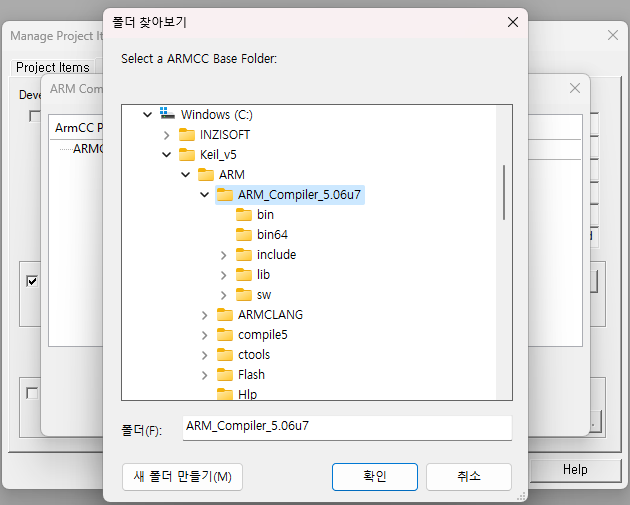 폴더 찾아보기
Manage Project It
Select a ARMCC Base Folder:
Project Items
ARM Com
ArmCC P
Windows (C:)
INZISOFT
Keil_v5
ARM
ARM_Compiler_5.06u7
bin
bin64
include
lib
sw
ARMCLANG
compile5
ctools
Flash
Hlp
폴더(F):
ARM_Compiler_5.06u7
새 폴더 만들기(M)
확인
취소
Help